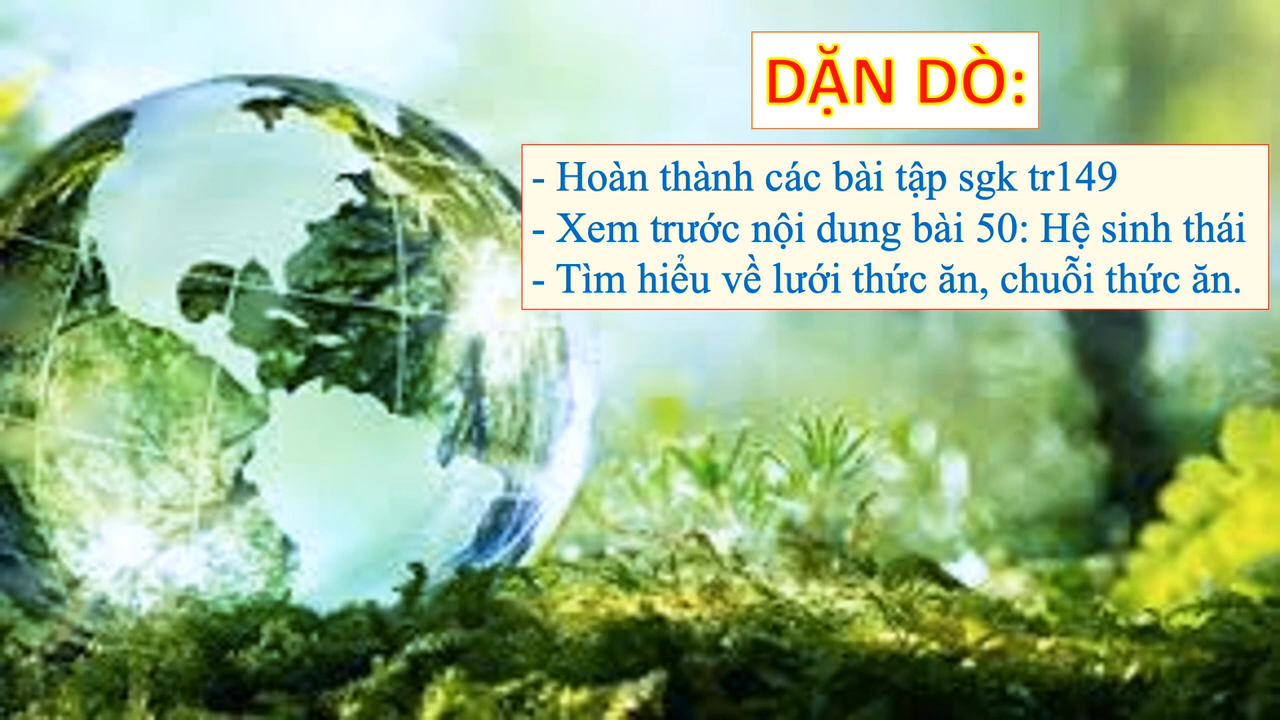 DẶN DÒ:
- Hoàn thành các bài tập sgk tr149
- Xem trước nội dung bài 50: Hệ sinh thái
- Tìm hiểu về lưới thức ăn, chuỗi thức ăn.